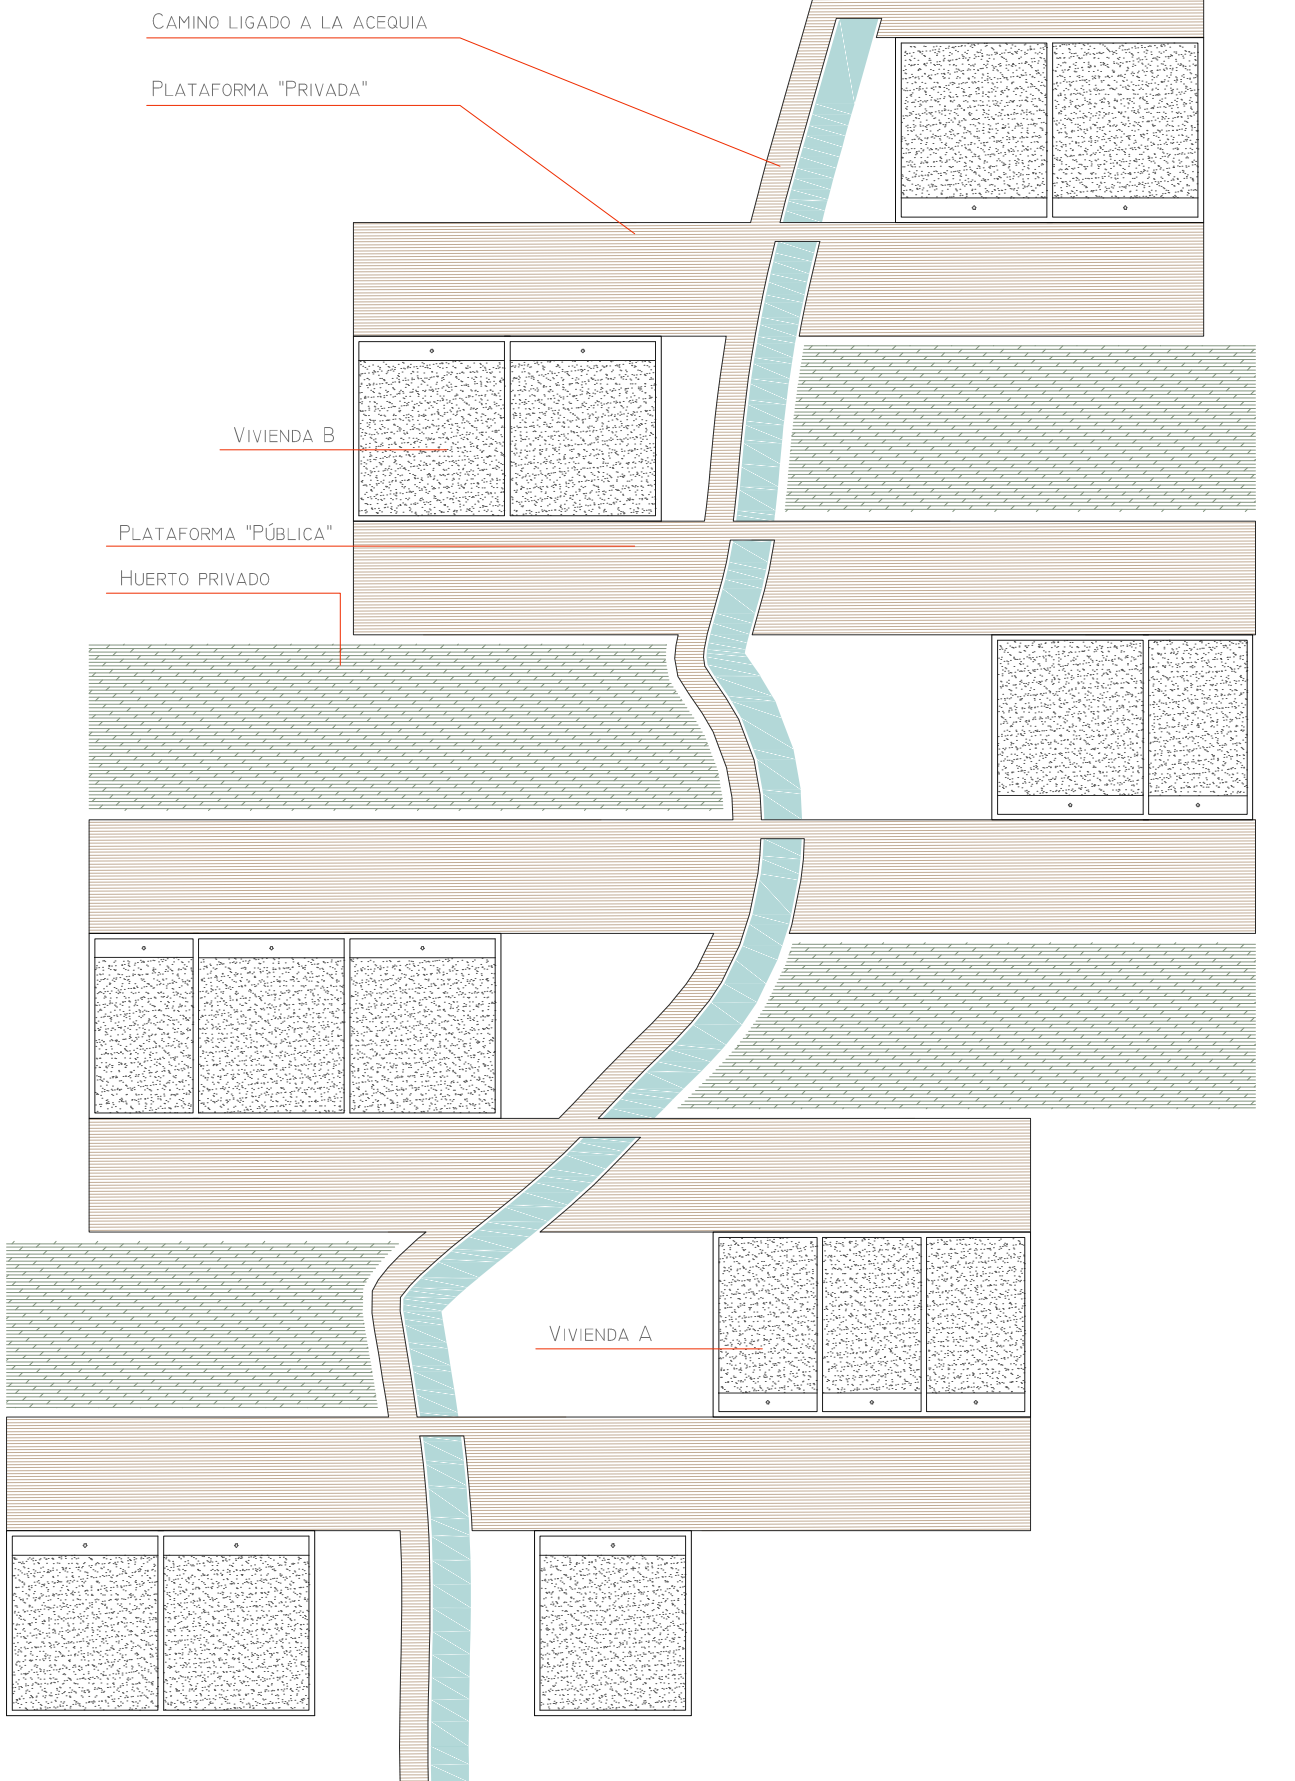 CAMINO LIGADO A LA ACEQUIA
PLATAFORMA "PRIVADA"
VIVIENDA B
PLATAFORMA "PÚBLICA"
HUERTO PRIVADO
VIVIENDA A